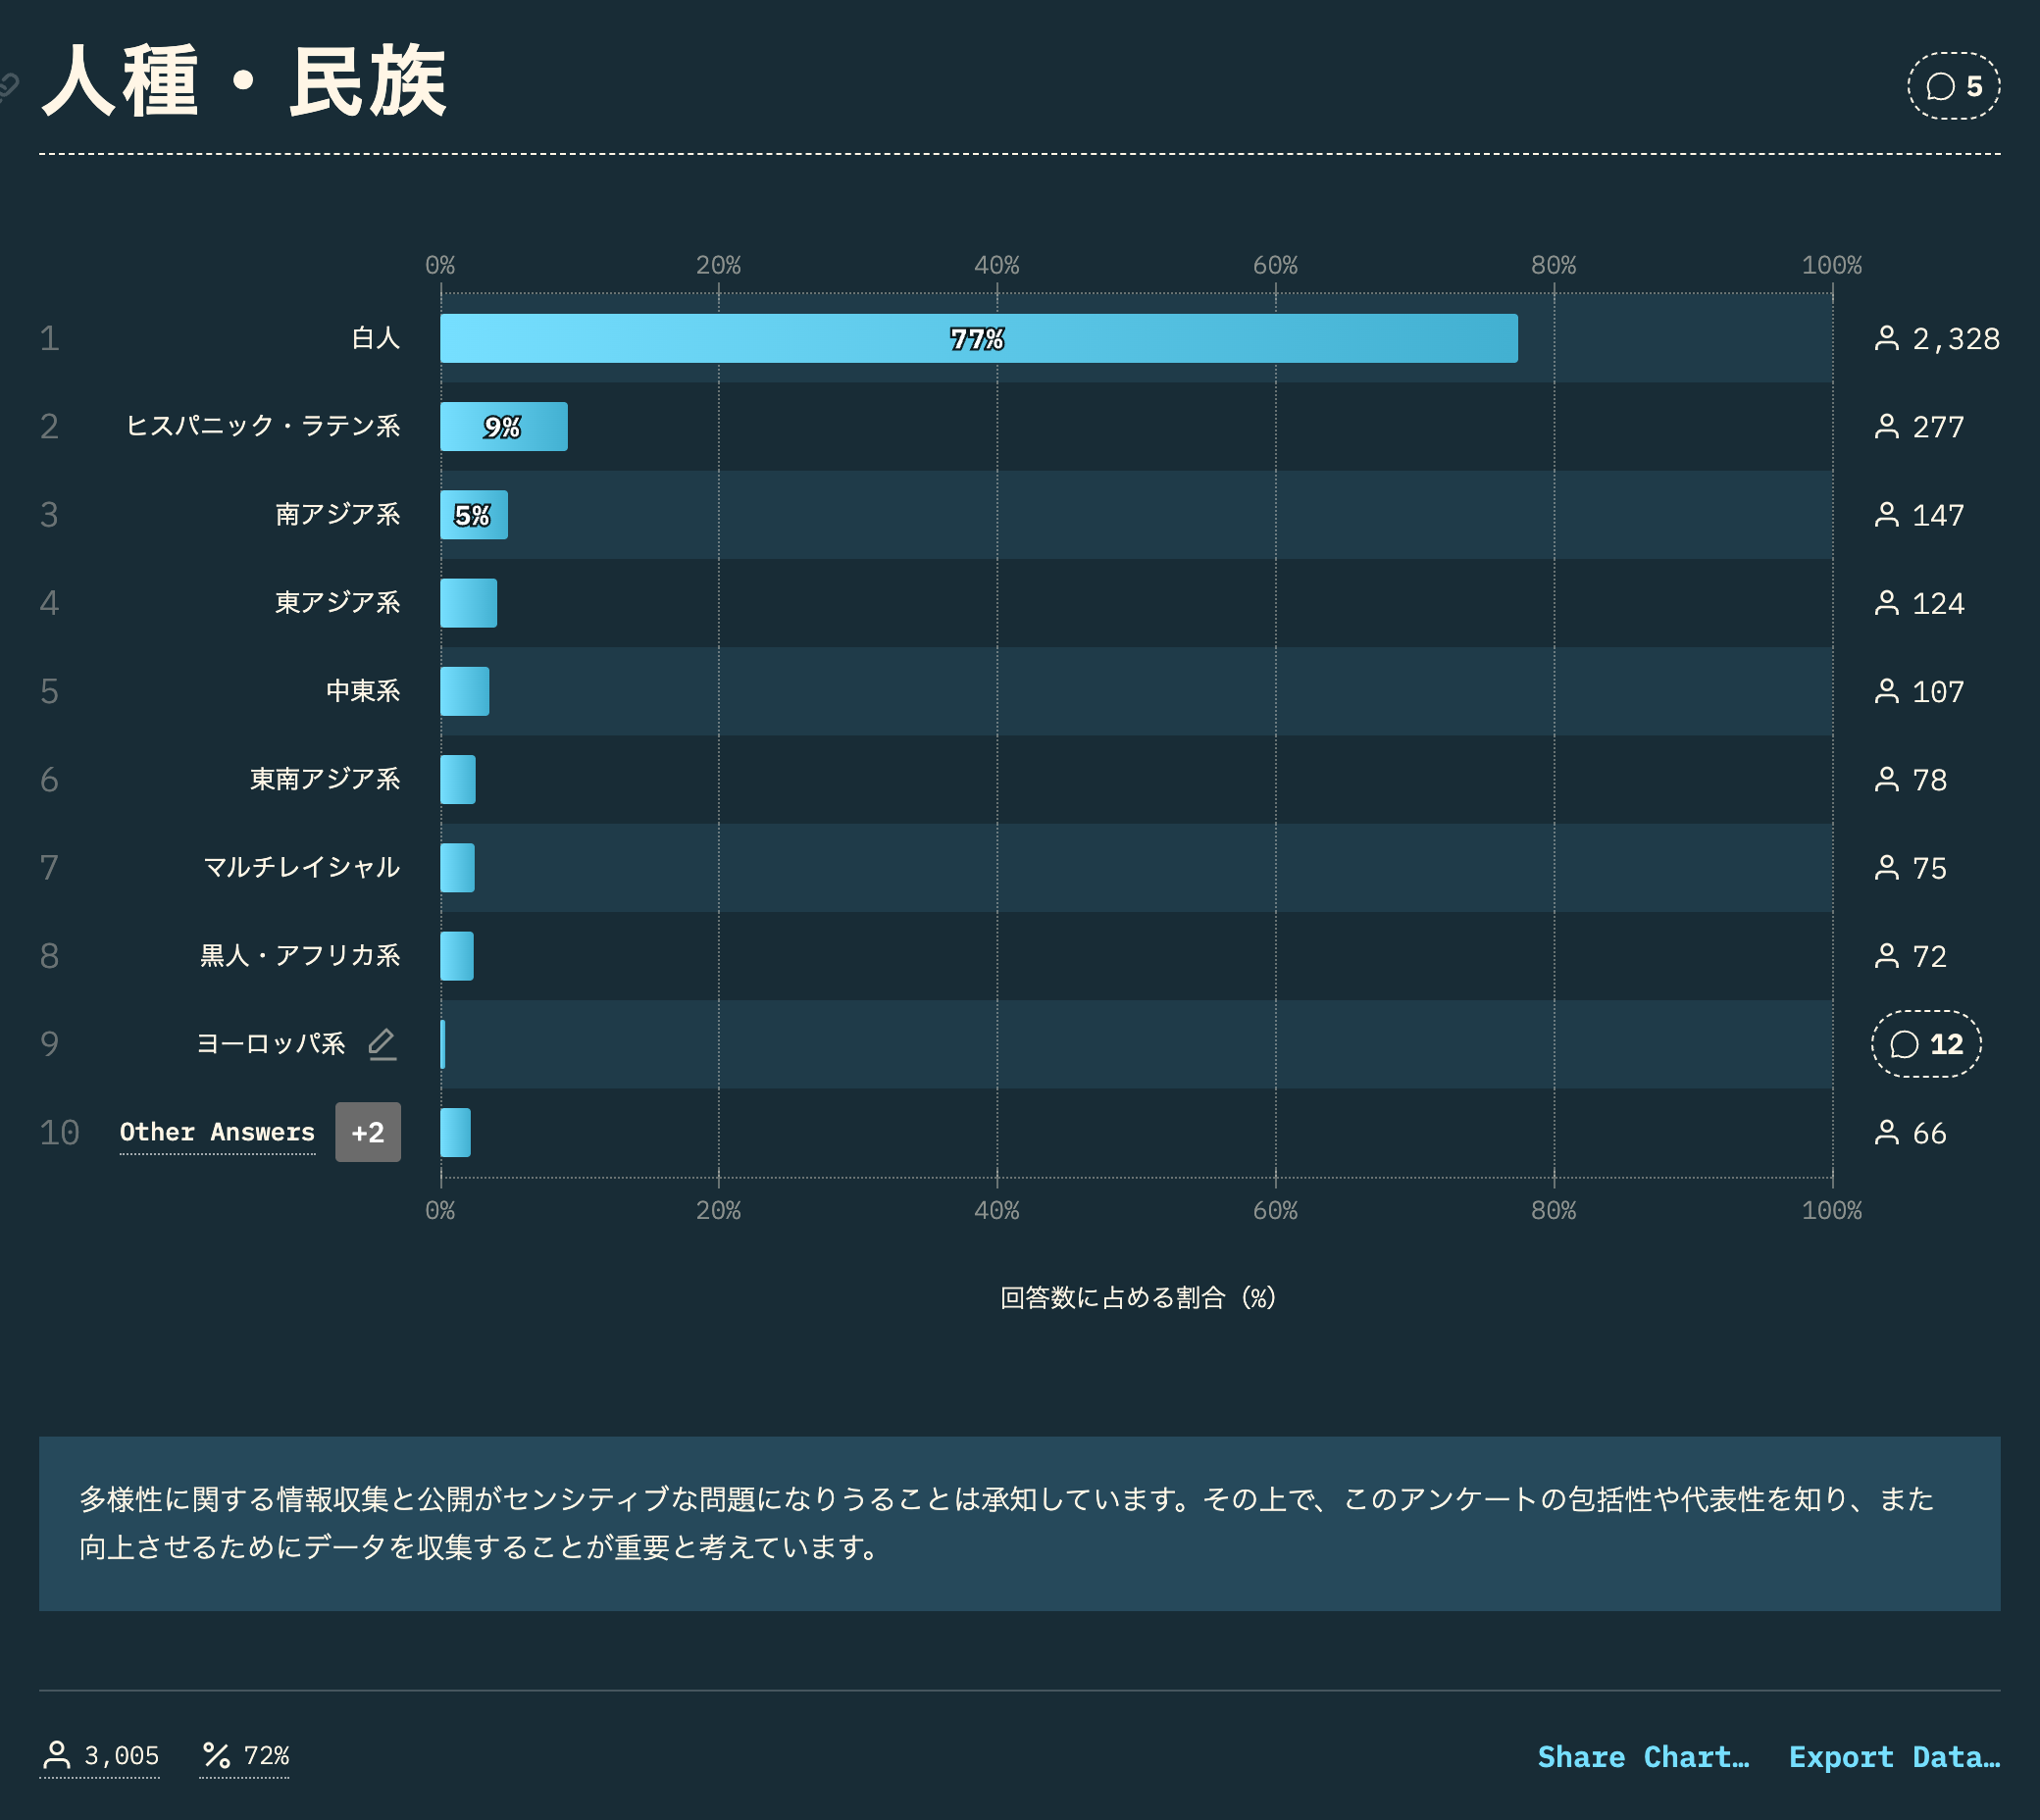 人種・民族
5
0% 20% 40% 60% 80% 100%
1 白人 77% 2,328
2 ヒスパニック・ラテン系 9% 277
3 南アジア系 5% 147
4 東アジア系 124
5 中東系 107
6 東南アジア系 78
7 マルチレイシャル 75
8 黒人・アフリカ系 72
9 ヨーロッパ系 12
10 Other Answers +2 66
0% 20% 40% 60% 80% 100%
回答数に占める割合 (%)
多様性に関する情報収集と公開がセンシティブな問題になりうることは承知しています。その上で、このアンケートの包括性や代表性を知り、また
向上させるためにデータを収集することが重要と考えています。
3,005 72% Share Chart… Export Data…